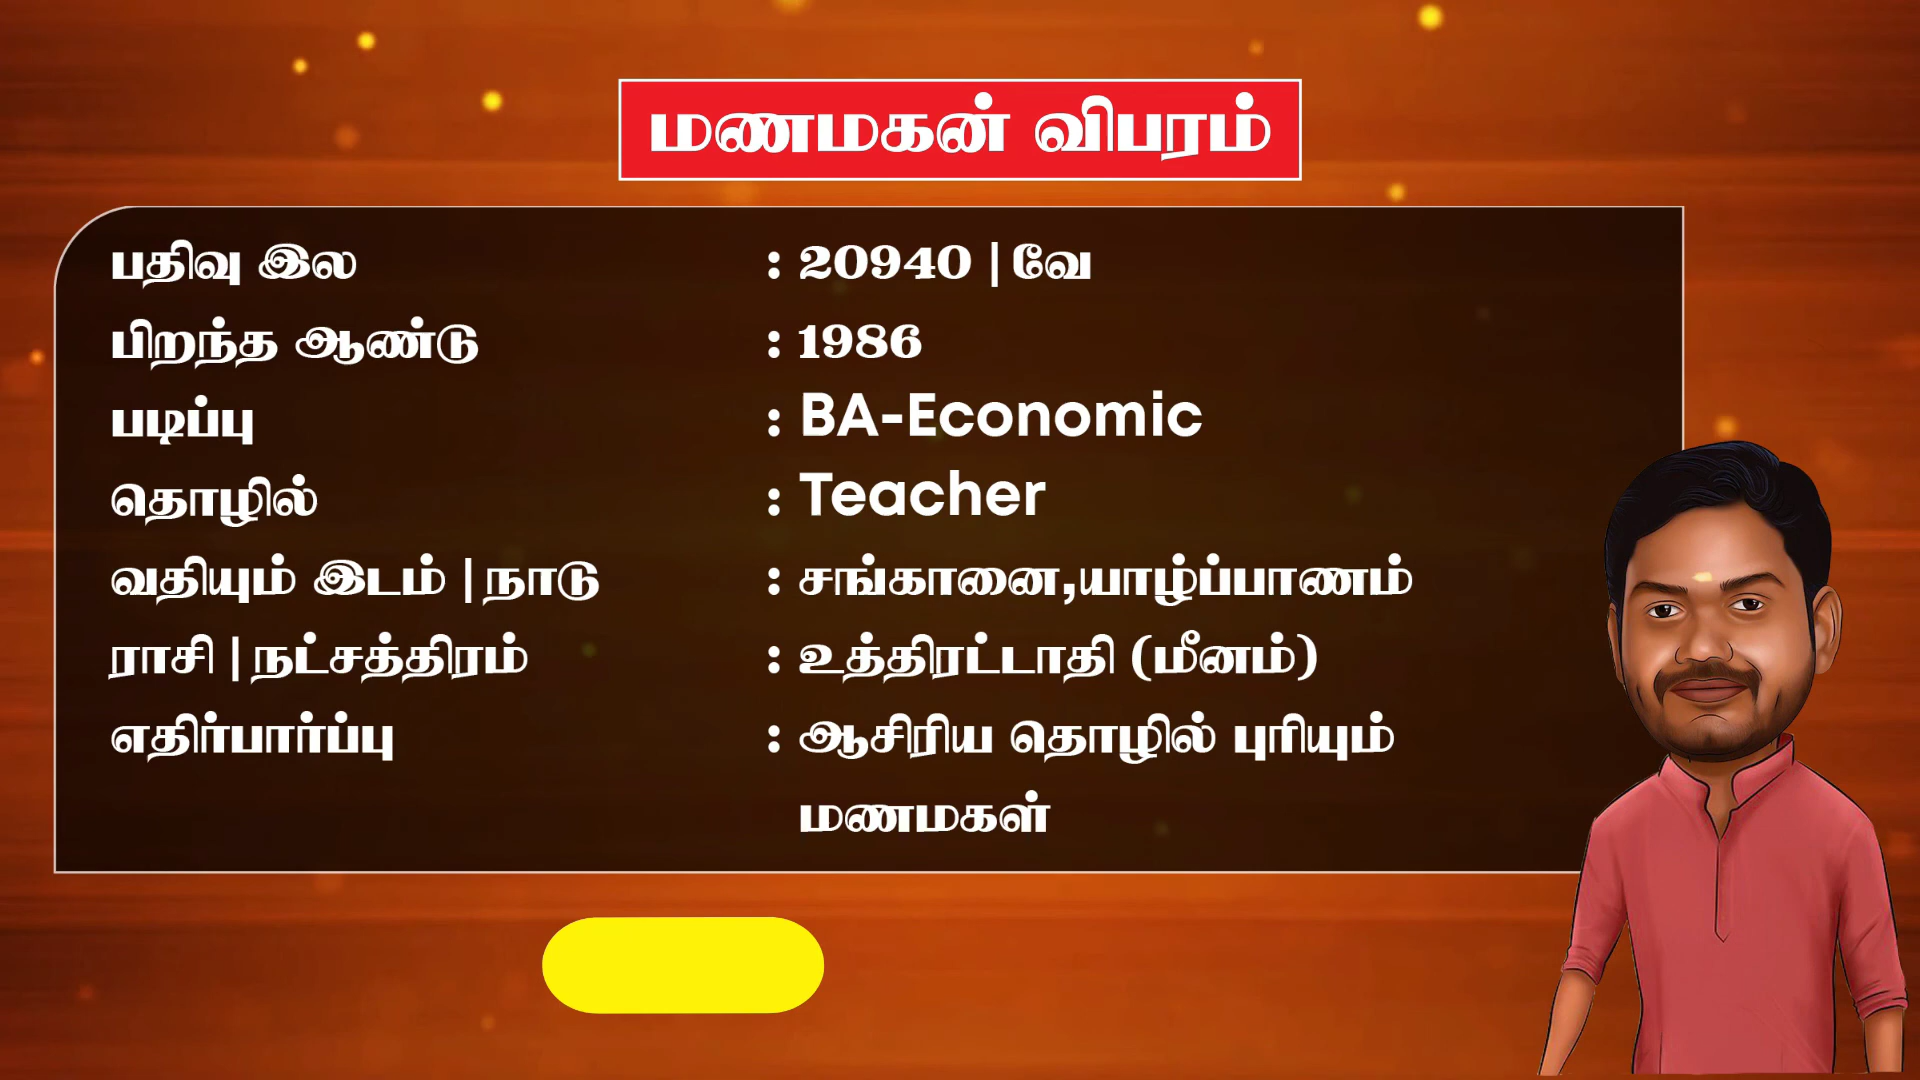 மணமகன் விபரம்
பதிவு இல : 20940 | வே
பிறந்த ஆண்டு : 1986
படிப்பு : BA-Economic
தொழில் : Teacher
வதியும் இடம் | நாடு : சங்கானை,யாழ்ப்பாணம்
ராசி | நட்சத்திரம் : உத்திரட்டாதி (மீனம்)
எதிர்பார்ப்பு : ஆசிரிய தொழில் புரியும்
மணமகள்